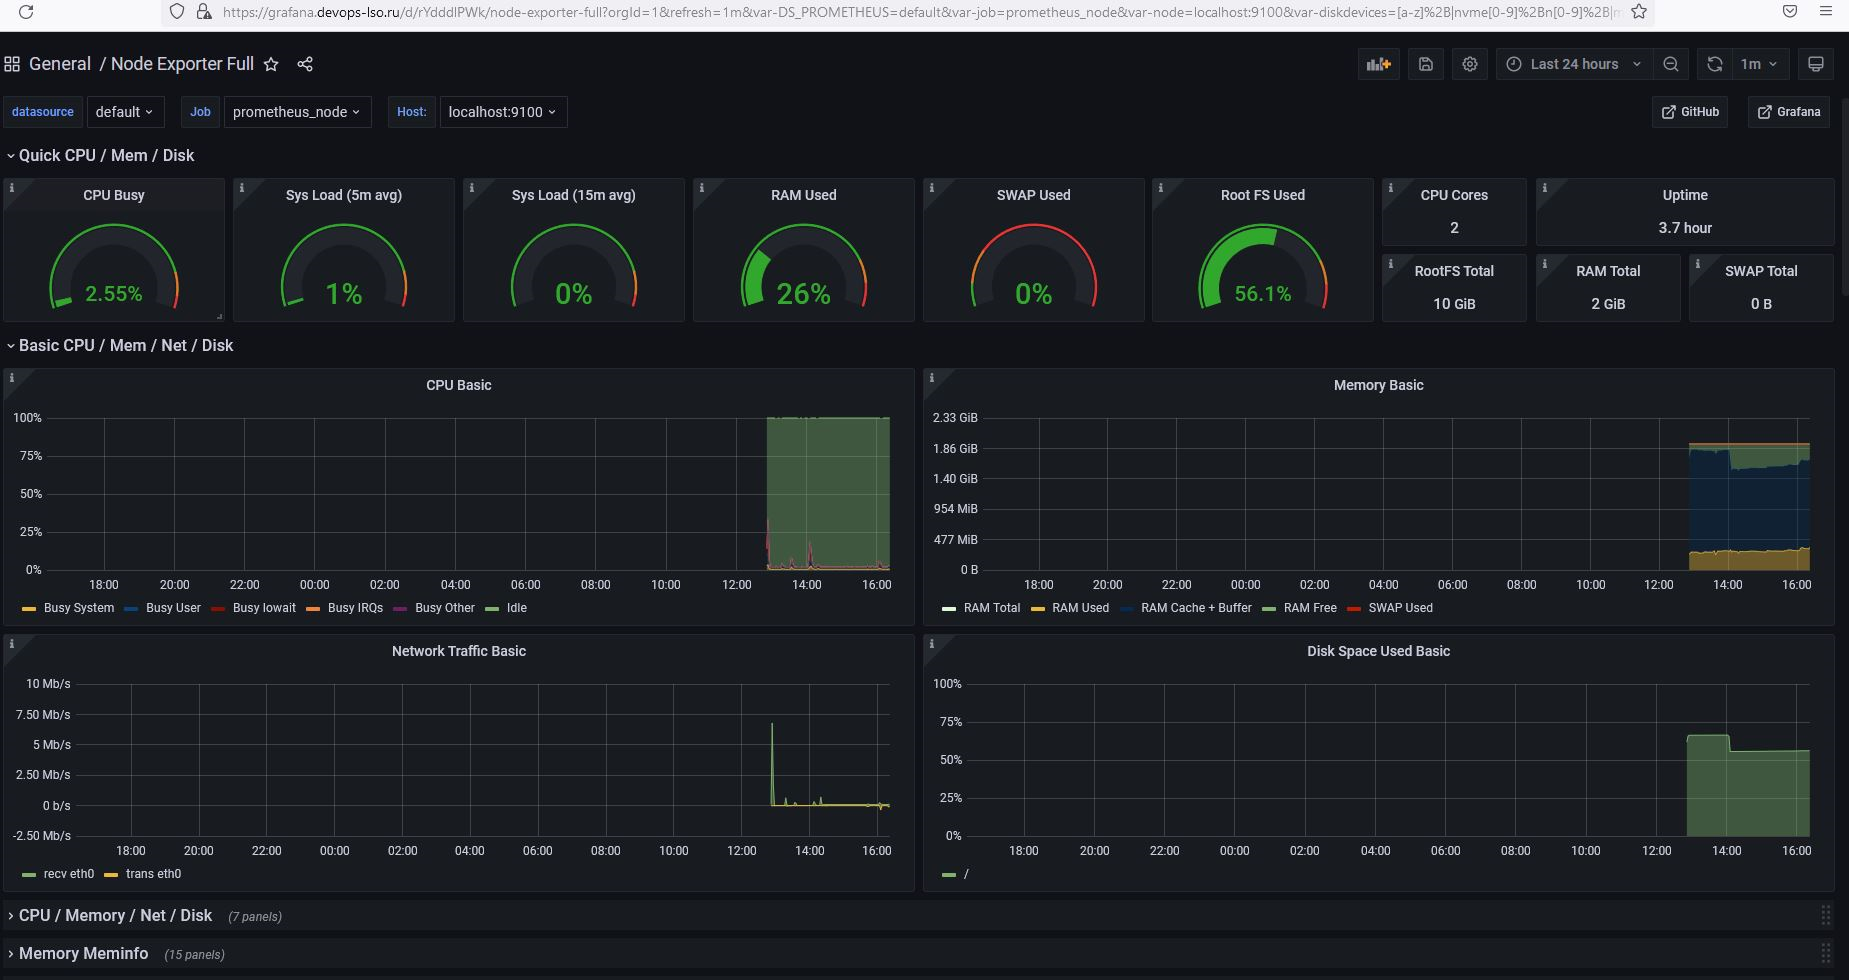 https://grafana.devops-lso.ru/d/rYdddlPWk/node-exporter-full?orgId=1&refresh=1m&var-DS_PROMETHEUS=default&var-job=prometheus_node&var-node=localhost:9100&var-diskdevices=[a-z]%2B|nvme[0-9]%2Bn[0-9]%2B|m
General / Node Exporter Full
Last 24 hours
1m
datasource default Job prometheus_node Host: localhost:9100
GitHub Grafana
Quick CPU / Mem / Disk
CPU Busy
2.55%
Sys Load (5m avg)
1%
Sys Load (15m avg)
0%
RAM Used
26%
SWAP Used
0%
Root FS Used
56.1%
CPU Cores
2
Uptime
3.7 hour
RootFS Total
10 GiB
RAM Total
2 GiB
SWAP Total
0 B
Basic CPU / Mem / Net / Disk
CPU Basic
100%
75%
50%
25%
0%
18:00 20:00 22:00 00:00 02:00 04:00 06:00 08:00 10:00 12:00 14:00 16:00
Busy System Busy User Busy Iowait Busy IRQs Busy Other Idle
Memory Basic
2.33 GiB
1.86 GiB
1.40 GiB
954 MiB
477 MiB
0 B
18:00 20:00 22:00 00:00 02:00 04:00 06:00 08:00 10:00 12:00 14:00 16:00
RAM Total RAM Used RAM Cache + Buffer RAM Free SWAP Used
Network Traffic Basic
10 Mb/s
7.50 Mb/s
5 Mb/s
2.50 Mb/s
0 b/s
-2.50 Mb/s
18:00 20:00 22:00 00:00 02:00 04:00 06:00 08:00 10:00 12:00 14:00 16:00
recv eth0 trans eth0
Disk Space Used Basic
100%
75%
50%
25%
0%
18:00 20:00 22:00 00:00 02:00 04:00 06:00 08:00 10:00 12:00 14:00 16:00
/
CPU / Memory / Net / Disk (7 panels)
Memory Meminfo (15 panels)